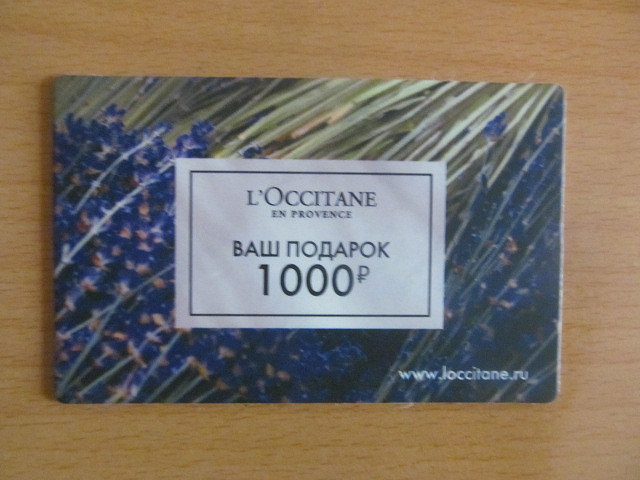 L'OCCITANE
EN PROVENCE
ВАШ ПОДАРОК
1000₽
www.loccitane.ru